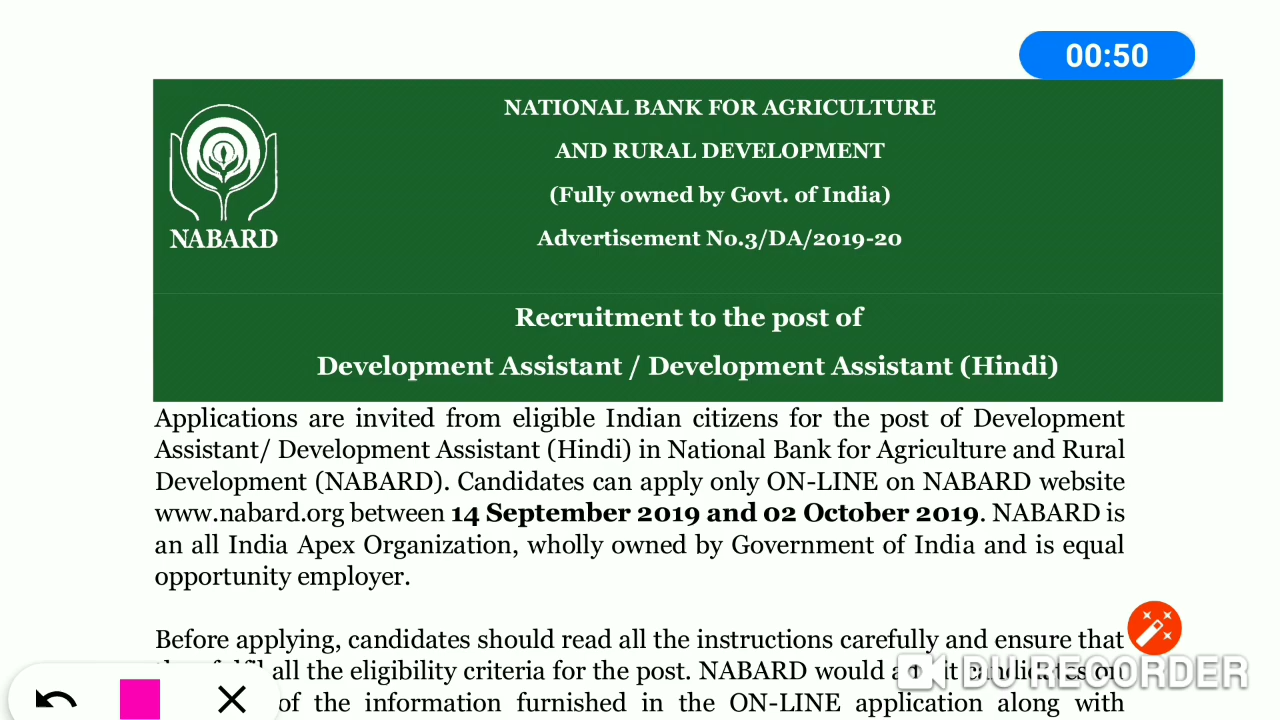 00:50
NATIONAL BANK FOR AGRICULTURE
AND RURAL DEVELOPMENT
(Fully owned by Govt. of India)
Advertisement No.3/DA/2019-20
NABARD
Recruitment to the post of
Development Assistant / Development Assistant (Hindi)
Applications are invited from eligible Indian citizens for the post of Development
Assistant/ Development Assistant (Hindi) in National Bank for Agriculture and Rural
Development (NABARD). Candidates can apply only ON-LINE on NABARD website
www.nabard.org between 14 September 2019 and 02 October 2019. NABARD is
an all India Apex Organization, wholly owned by Government of India and is equal
opportunity employer.
Before applying, candidates should read all the instructions carefully and ensure that
all the eligibility criteria for the post. NABARD would admit candidates on
of the information furnished in the ON-LINE application along with
DU RECORDER